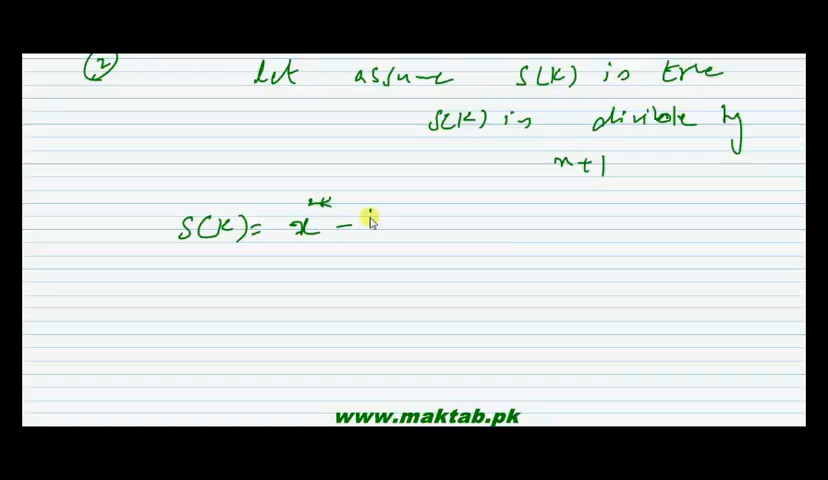 (2) let assume S(K) is true
S(K) is divisible by
x+1
S(K) = x^{2K} -
www.maktab.pk